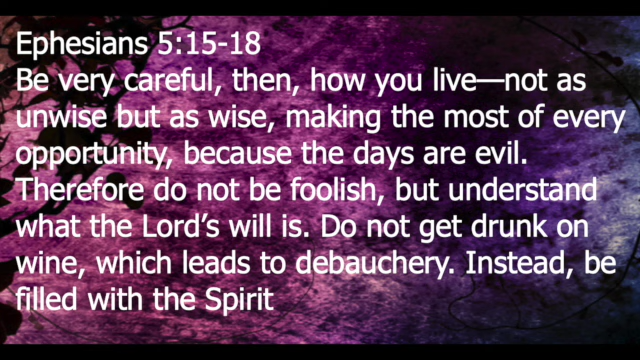 Ephesians 5:15-18
Be very careful, then, how you live—not as
unwise but as wise, making the most of every
opportunity, because the days are evil.
Therefore do not be foolish, but understand
what the Lord’s will is. Do not get drunk on
wine, which leads to debauchery. Instead, be
filled with the Spirit